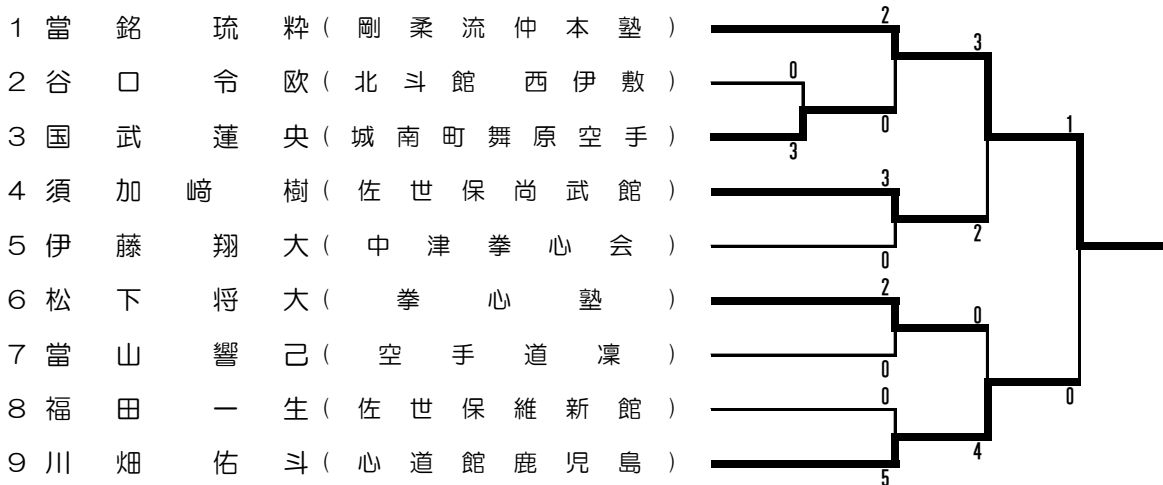 1 當銘琉粋(剛柔流仲本塾) 2
3
2 谷口令欧(北斗館 西伊敷) 0
0
3 国武蓮央(城南町舞原空手) 3
1
4 須加﨑樹(佐世保尚武館) 3
2
5 伊藤翔大(中津拳心会) 0
6 松下将大(拳心塾) 2
0
7 當山響己(空手道凜) 0
0
8 福田一生(佐世保維新館) 0
4
9 川畑佑斗(心道館鹿児島) 5